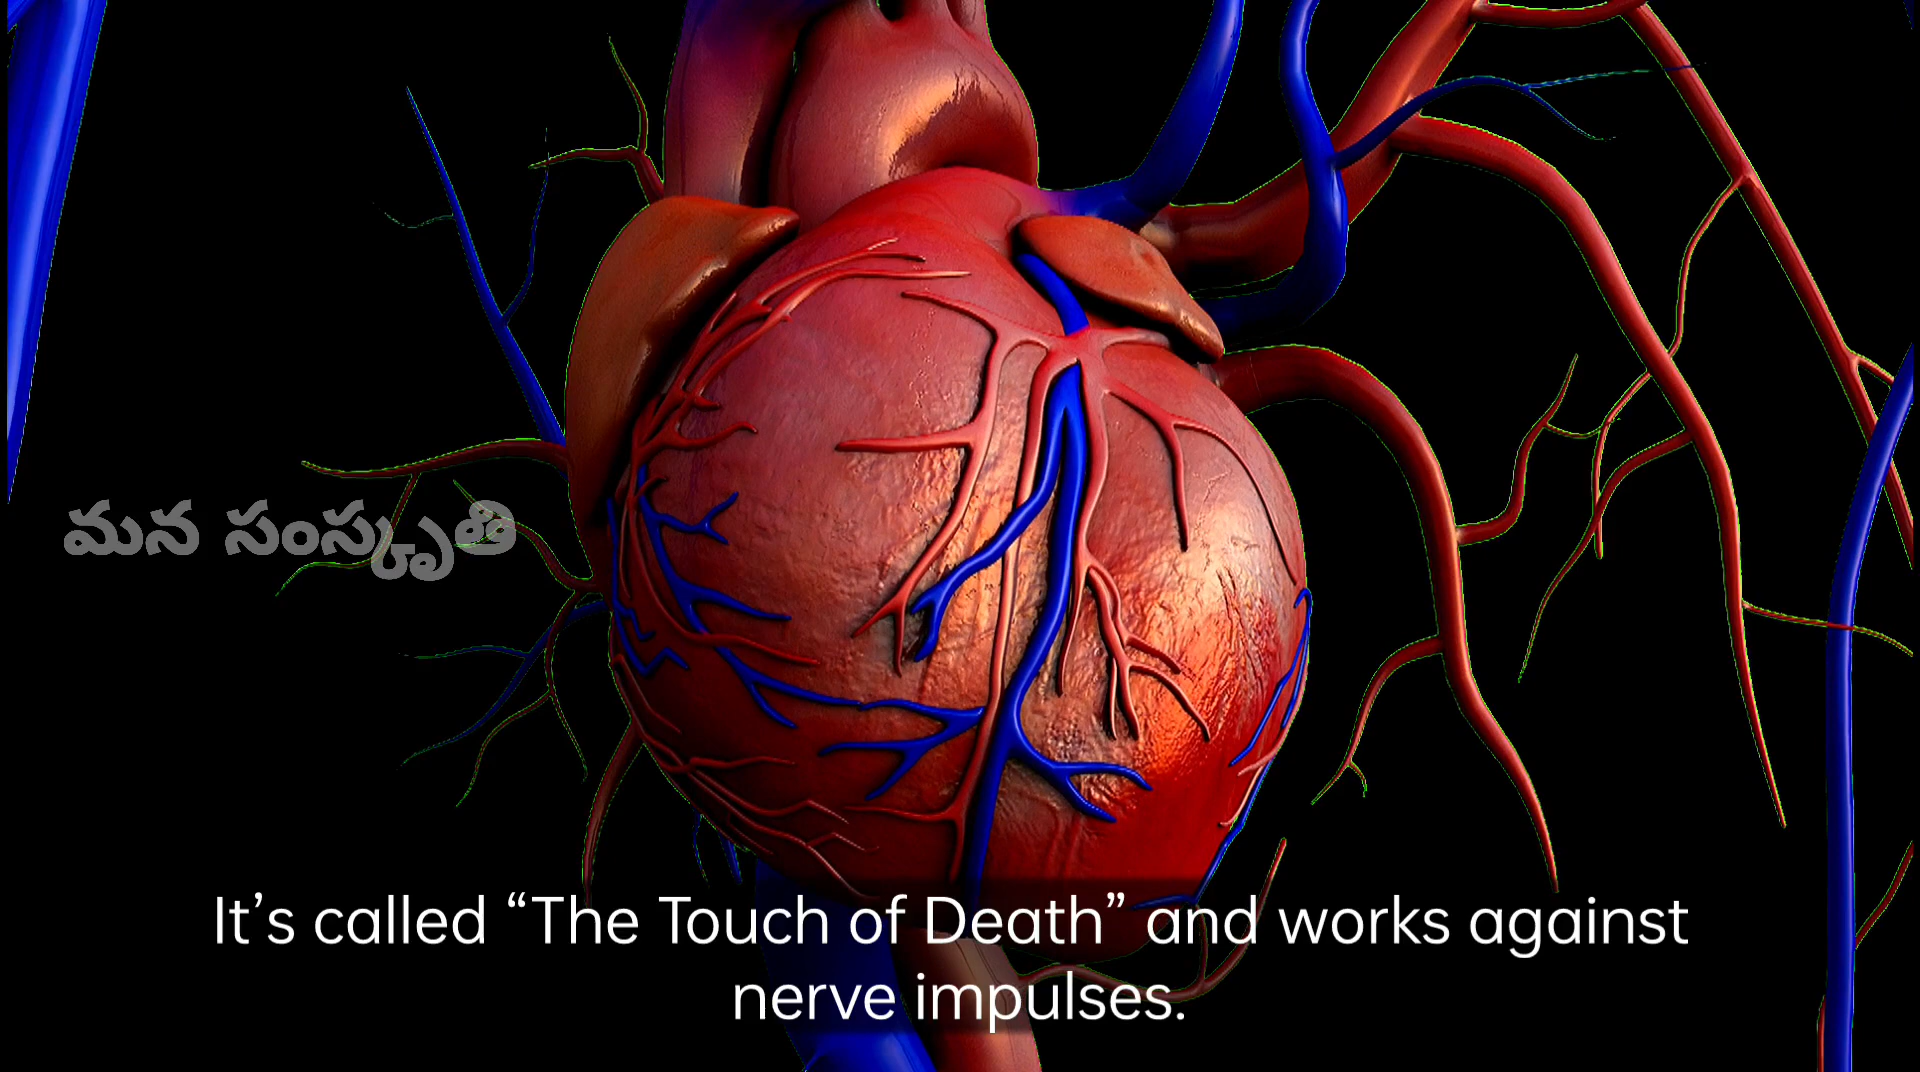 మన సంస్కృతి
It’s called “The Touch of Death” and works against
nerve impulses.